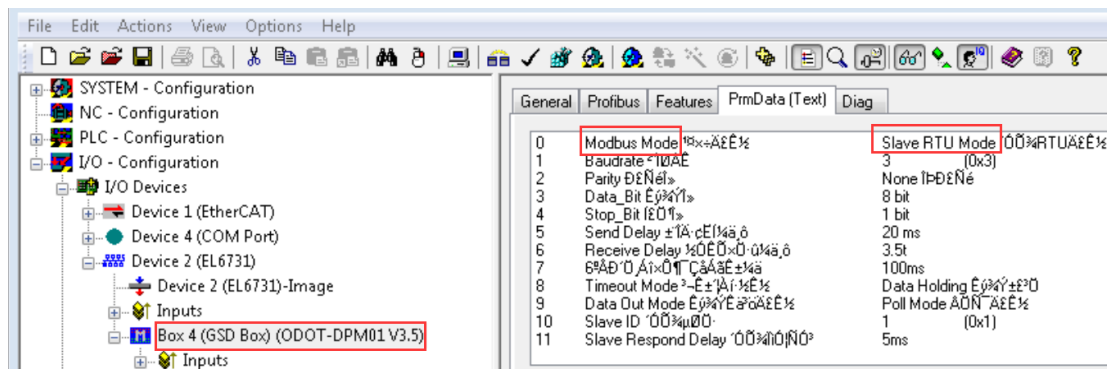 File Edit Actions View Options Help
SYSTEM - Configuration
NC - Configuration
PLC - Configuration
I/O - Configuration
I/O Devices
Device 1 (EtherCAT)
Device 4 (COM Port)
Device 2 (EL6731)
Device 2 (EL6731)-Image
Inputs
Box 4 (GSD Box) (ODOT-DPM01 V3.5)
Inputs
General Profibus Features PrmData (Text) Diag
0 Modbus Mode Slave RTU Mode
1 Baudrate 3 (0x3)
2 Parity None
3 Data_Bit 8 bit
4 Stop_Bit 1 bit
5 Send Delay 20 ms
6 Receive Delay 3.5t
7 100ms
8 Timeout Mode Data Holding
9 Data Out Mode Poll Mode
10 Slave ID 1 (0x1)
11 Slave Respond Delay 5ms